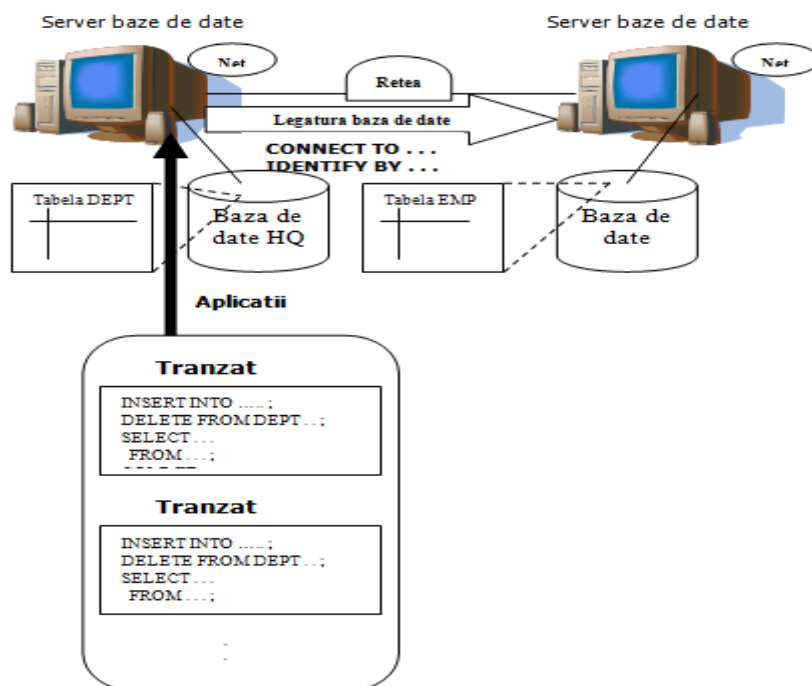 Server baze de date
Server baze de date
Net
Net
Retea
Legatura baza de date
CONNECT TO . . .
IDENTIFY BY . . .
Tabela DEPT
Baza de
date HQ
Tabela EMP
Baza de
date
Aplicatii
Tranzat
INSERT INTO ..... ;
DELETE FROM DEPT . . ;
SELECT . . .
FROM . . . ;
Tranzat
INSERT INTO ..... ;
DELETE FROM DEPT . . ;
SELECT . . .
FROM . . . ;